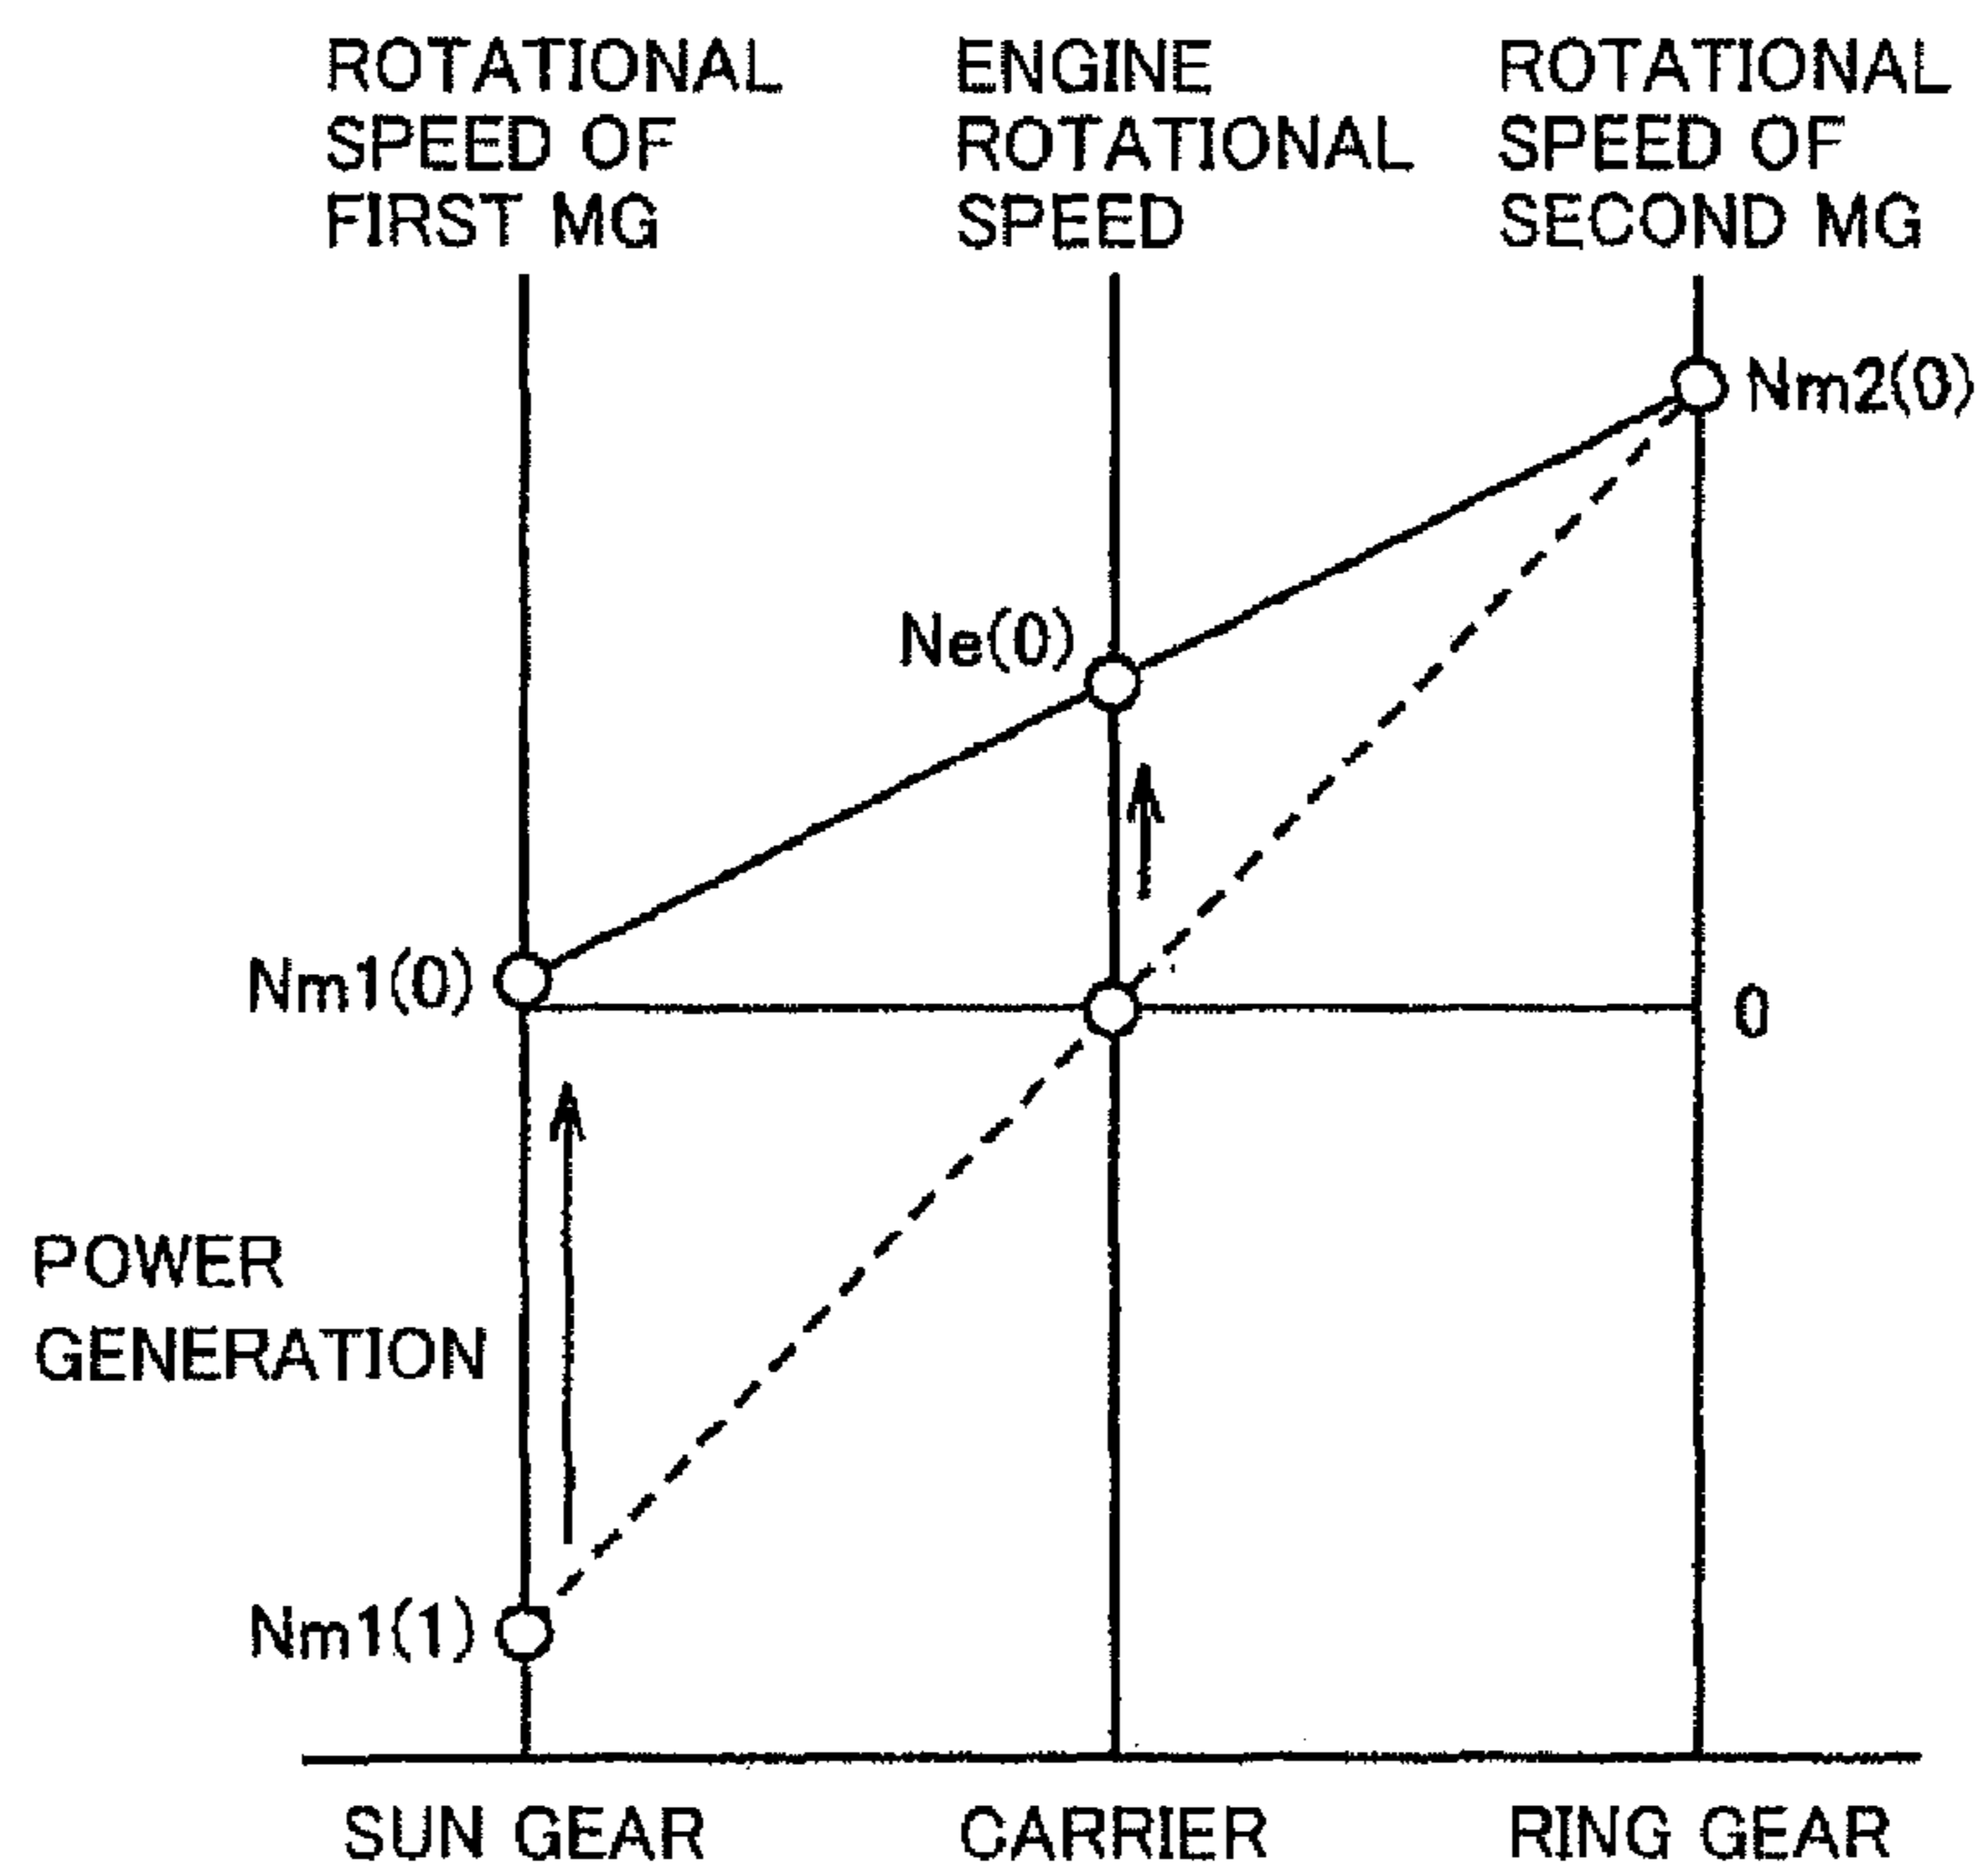 ROTATIONAL
SPEED OF
FIRST MG
ENGINE
ROTATIONAL
SPEED
ROTATIONAL
SPEED OF
SECOND MG
Nm2(0)
Ne(0)
Nm1(0)
0
POWER
GENERATION
Nm1(1)
SUN GEAR
CARRIER
RING GEAR